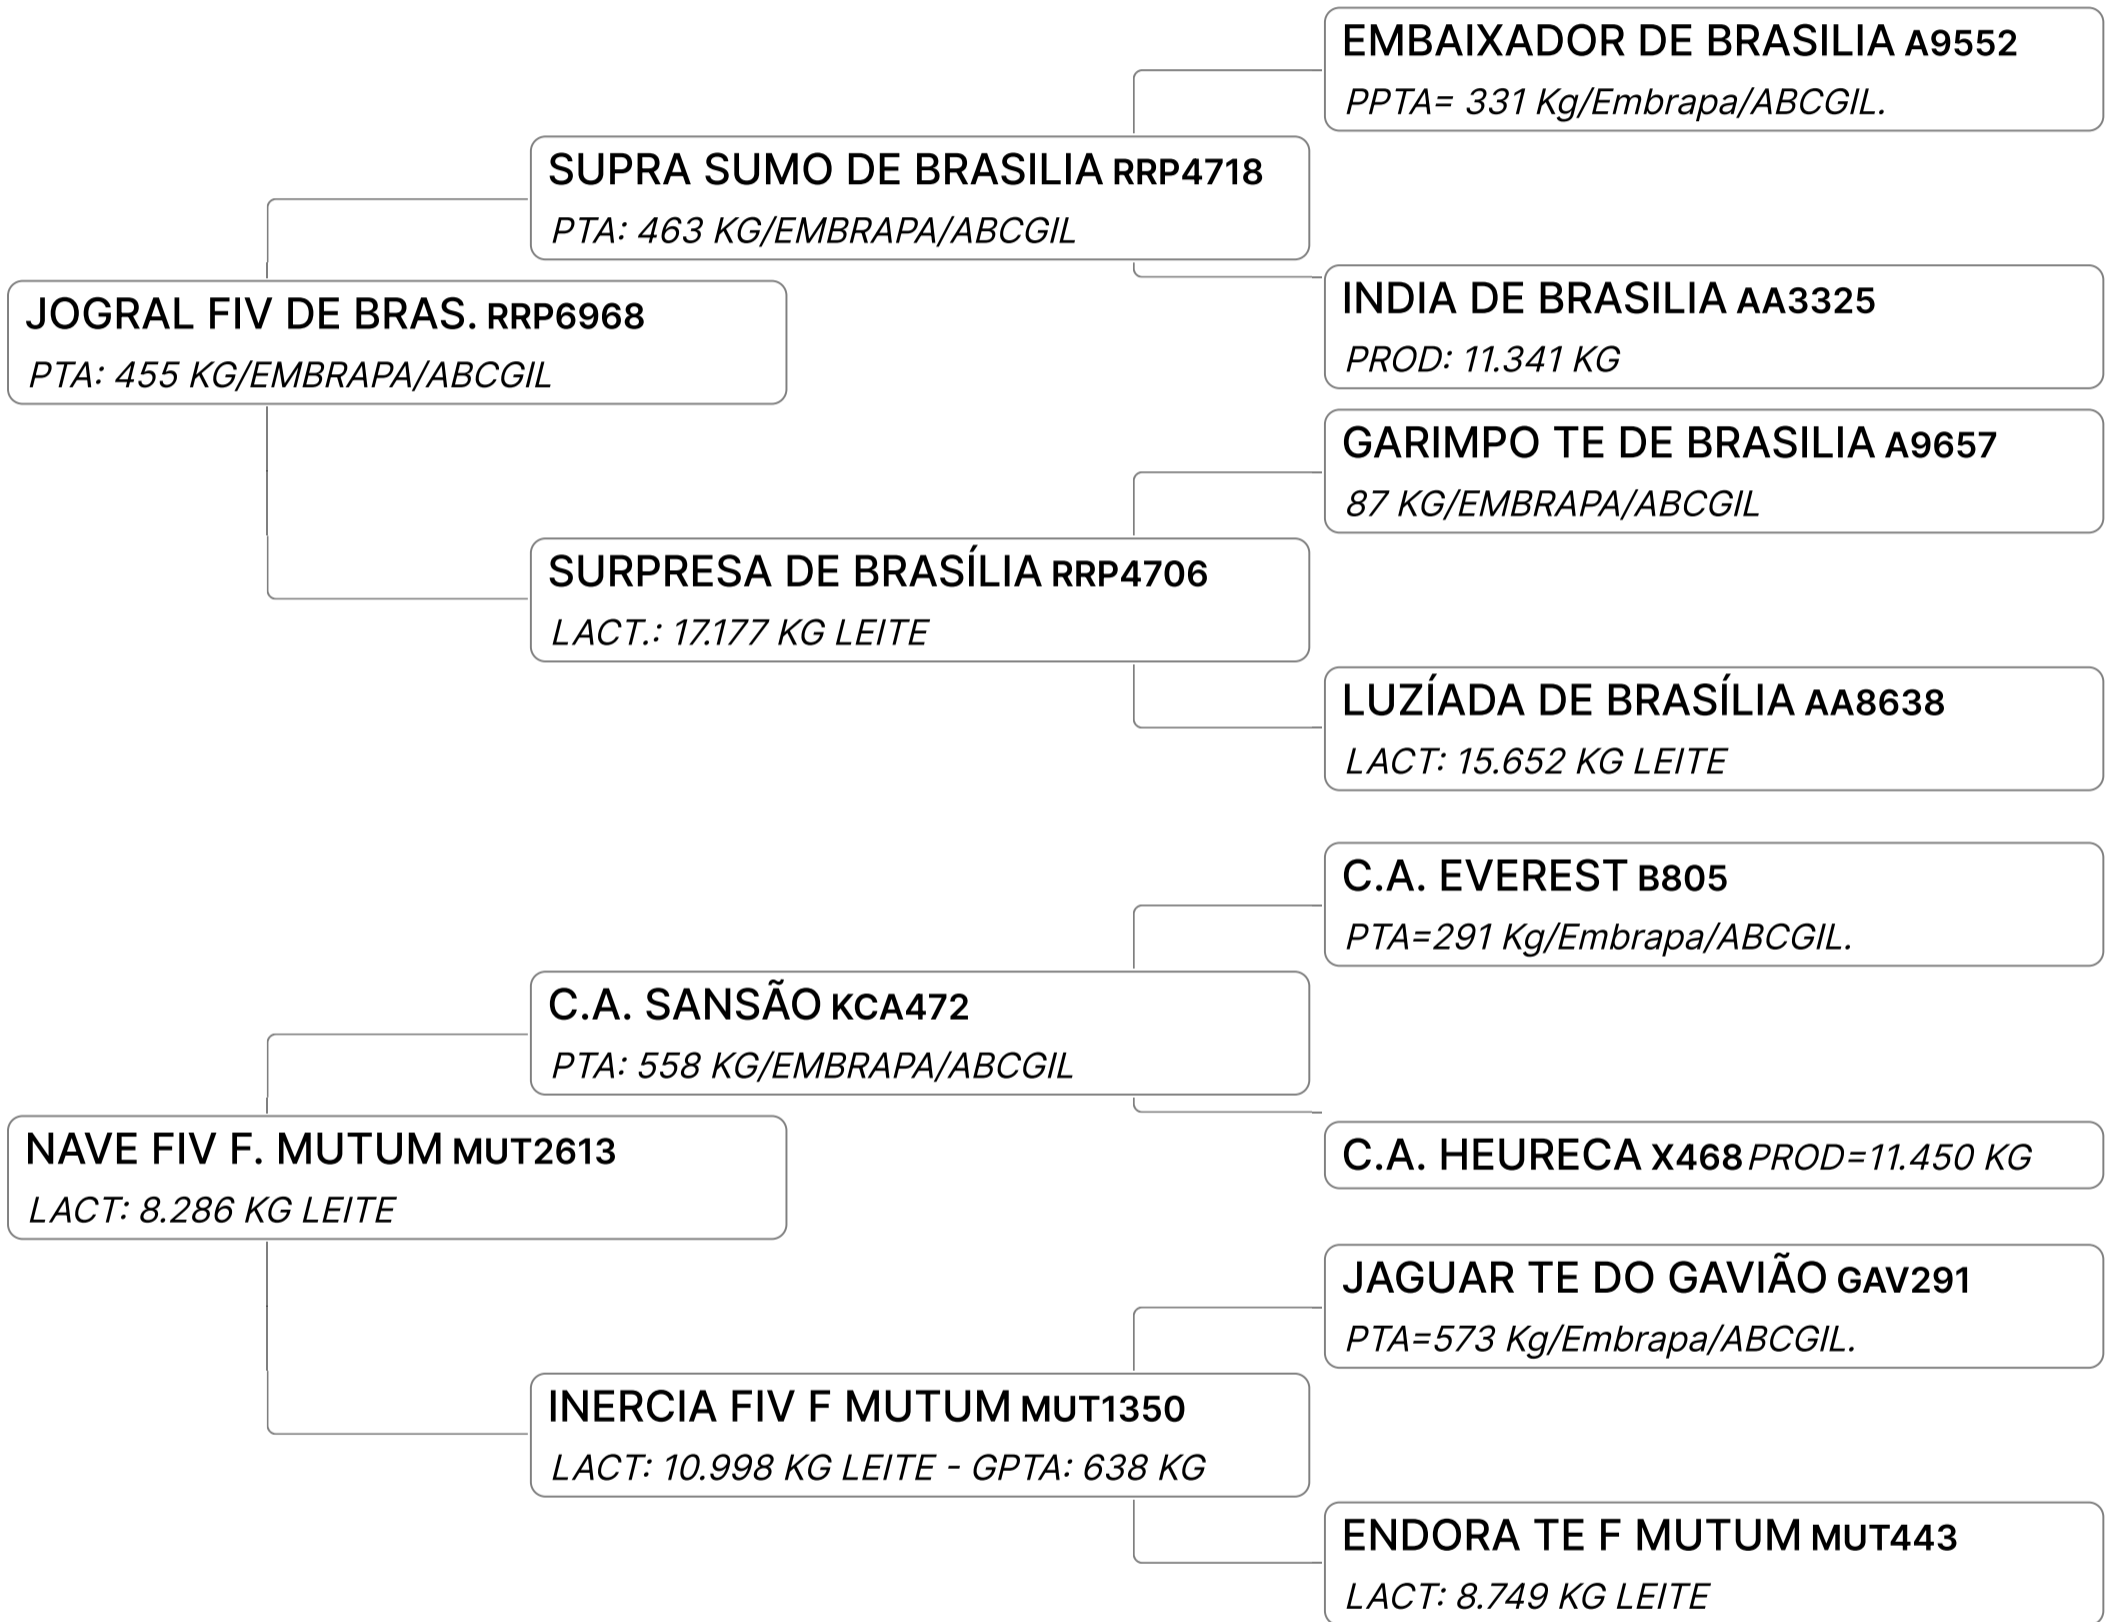 EMBAIXADOR DE BRASILIA A9552
PPTA= 331 Kg/Embrapa/ABCGIL.
SUPRA SUMO DE BRASILIA RRP4718
PTA: 463 KG/EMBRAPA/ABCGIL
INDIA DE BRASILIA AA3325
PROD: 11.341 KG
JOGRAL FIV DE BRAS. RRP6968
PTA: 455 KG/EMBRAPA/ABCGIL
GARIMPO TE DE BRASILIA A9657
87 KG/EMBRAPA/ABCGIL
SURPRESA DE BRASÍLIA RRP4706
LACT.: 17.177 KG LEITE
LUZÍADA DE BRASÍLIA AA8638
LACT: 15.652 KG LEITE
C.A. EVEREST B805
PTA=291 Kg/Embrapa/ABCGIL.
C.A. SANSÃO KCA472
PTA: 558 KG/EMBRAPA/ABCGIL
C.A. HEURECA X468 PROD=11.450 KG
NAVE FIV F. MUTUM MUT2613
LACT: 8.286 KG LEITE
JAGUAR TE DO GAVIÃO GAV291
PTA=573 Kg/Embrapa/ABCGIL.
INERCIA FIV F MUTUM MUT1350
LACT: 10.998 KG LEITE - GPTA: 638 KG
ENDORA TE F MUTUM MUT443
LACT: 8.749 KG LEITE